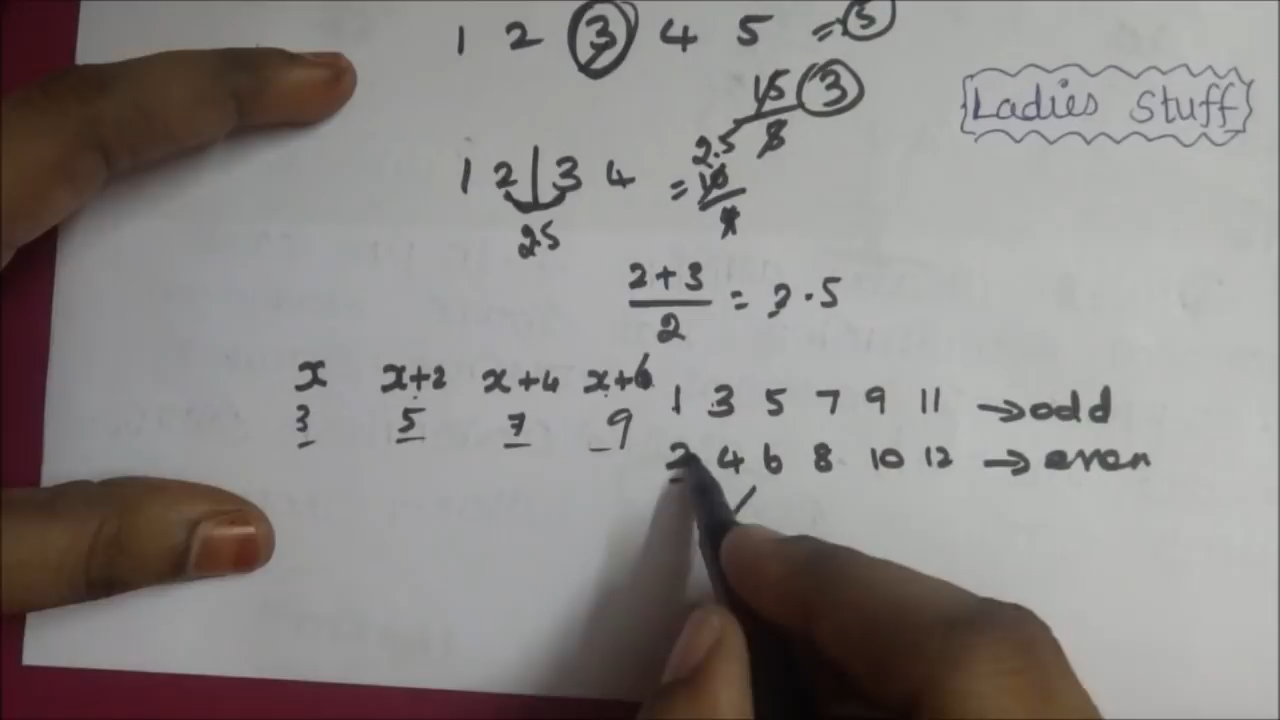 1 2 3 4 5 = 5
15 3
5
Ladies Stuff
1 2 | 3 4 = 10
4
2.5
2.5
2+3
2
= 2.5
x x+2 x+4 x+6
3 5 7 9
1 3 5 7 9 11 → odd
2 4 6 8 10 12 → even